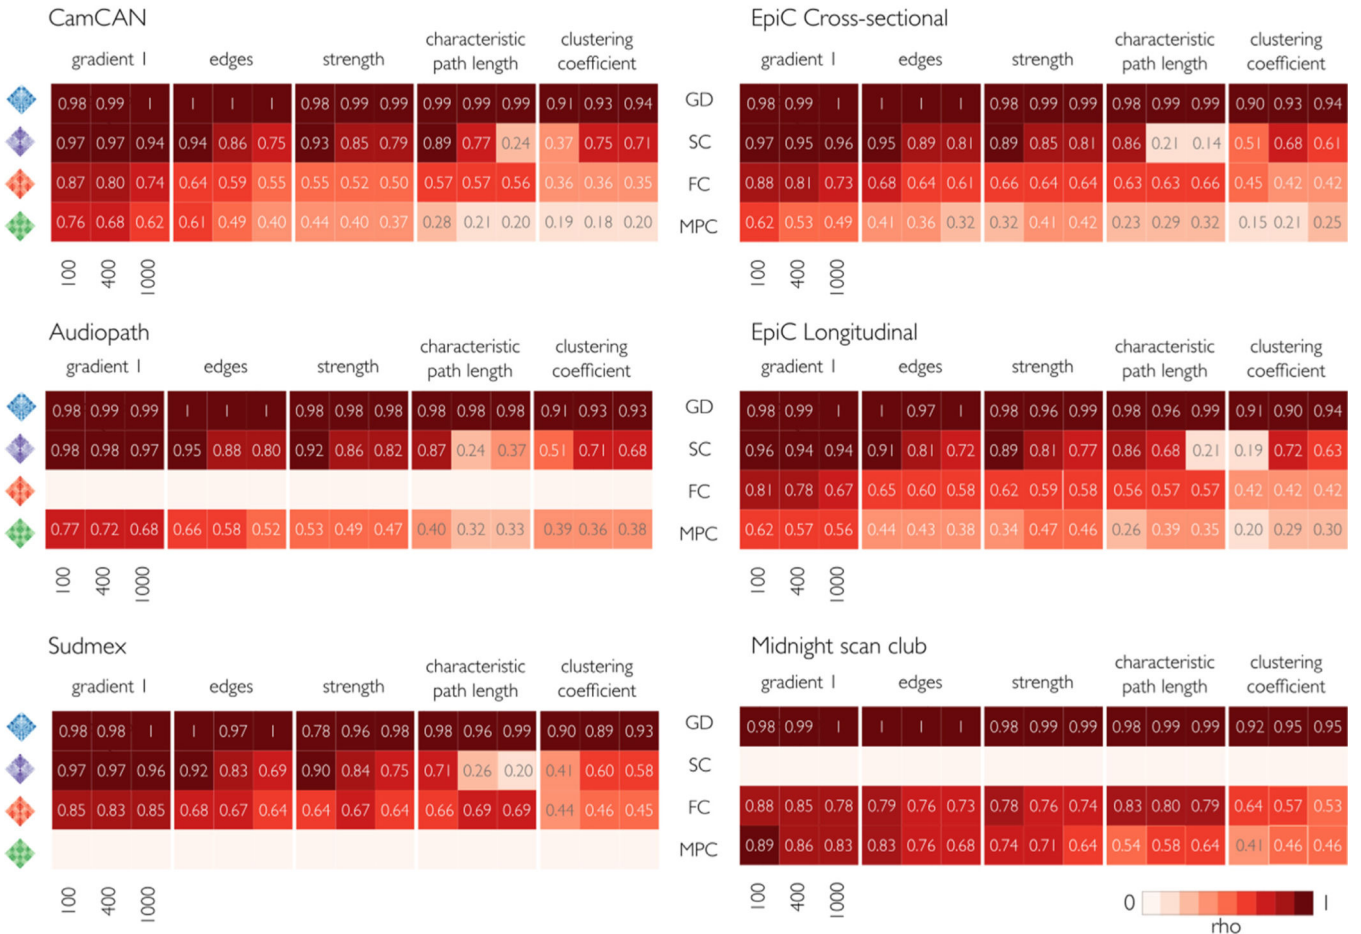 CamCAN
gradient 1 edges strength characteristic path length clustering coefficient
0.98 0.99 1 1 1 1 0.98 0.99 0.99 0.99 0.99 0.99 0.91 0.93 0.94
0.97 0.97 0.94 0.94 0.86 0.75 0.93 0.85 0.79 0.89 0.77 0.24 0.37 0.75 0.71
0.87 0.80 0.74 0.64 0.59 0.55 0.55 0.52 0.50 0.57 0.57 0.56 0.36 0.36 0.35
0.76 0.68 0.62 0.61 0.49 0.40 0.44 0.40 0.37 0.28 0.21 0.20 0.19 0.18 0.20
100 400 1000
EpiC Cross-sectional
gradient 1 edges strength characteristic path length clustering coefficient
GD 0.98 0.99 1 1 1 1 0.98 0.99 0.99 0.98 0.99 0.99 0.90 0.93 0.94
SC 0.97 0.95 0.96 0.95 0.89 0.81 0.89 0.85 0.81 0.86 0.21 0.14 0.51 0.68 0.61
FC 0.88 0.81 0.73 0.68 0.64 0.61 0.66 0.64 0.64 0.63 0.63 0.66 0.45 0.42 0.42
MPC 0.62 0.53 0.49 0.41 0.36 0.32 0.32 0.41 0.42 0.23 0.29 0.32 0.15 0.21 0.25
100 400 1000
Audiopath
gradient 1 edges strength characteristic path length clustering coefficient
0.98 0.99 0.99 1 1 1 0.98 0.98 0.98 0.98 0.98 0.98 0.91 0.93 0.93
0.98 0.98 0.97 0.95 0.88 0.80 0.92 0.86 0.82 0.87 0.24 0.37 0.51 0.71 0.68
0.77 0.72 0.68 0.66 0.58 0.52 0.53 0.49 0.47 0.40 0.32 0.33 0.39 0.36 0.38
100 400 1000
EpiC Longitudinal
gradient 1 edges strength characteristic path length clustering coefficient
GD 0.98 0.99 1 1 0.97 1 0.98 0.96 0.99 0.98 0.96 0.99 0.91 0.90 0.94
SC 0.96 0.94 0.94 0.91 0.81 0.72 0.89 0.81 0.77 0.86 0.68 0.21 0.19 0.72 0.63
FC 0.81 0.78 0.67 0.65 0.60 0.58 0.62 0.59 0.58 0.56 0.57 0.57 0.42 0.42 0.42
MPC 0.62 0.57 0.56 0.44 0.43 0.38 0.34 0.47 0.46 0.26 0.39 0.35 0.20 0.29 0.30
100 400 1000
Sudmex
gradient 1 edges strength characteristic path length clustering coefficient
0.98 0.98 1 1 0.97 1 0.78 0.96 0.98 0.98 0.96 0.99 0.90 0.89 0.93
0.97 0.97 0.96 0.92 0.83 0.69 0.90 0.84 0.75 0.71 0.26 0.20 0.41 0.60 0.58
0.85 0.83 0.85 0.68 0.67 0.64 0.64 0.67 0.64 0.66 0.69 0.69 0.44 0.46 0.45
100 400 1000
Midnight scan club
gradient 1 edges strength characteristic path length clustering coefficient
GD 0.98 0.99 1 1 1 1 0.98 0.99 0.99 0.98 0.99 0.99 0.92 0.95 0.95
SC
FC 0.88 0.85 0.78 0.79 0.76 0.73 0.78 0.76 0.74 0.83 0.80 0.79 0.64 0.57 0.53
MPC 0.89 0.86 0.83 0.83 0.76 0.68 0.74 0.71 0.64 0.54 0.58 0.64 0.41 0.46 0.46
100 400 1000
0 1
rho